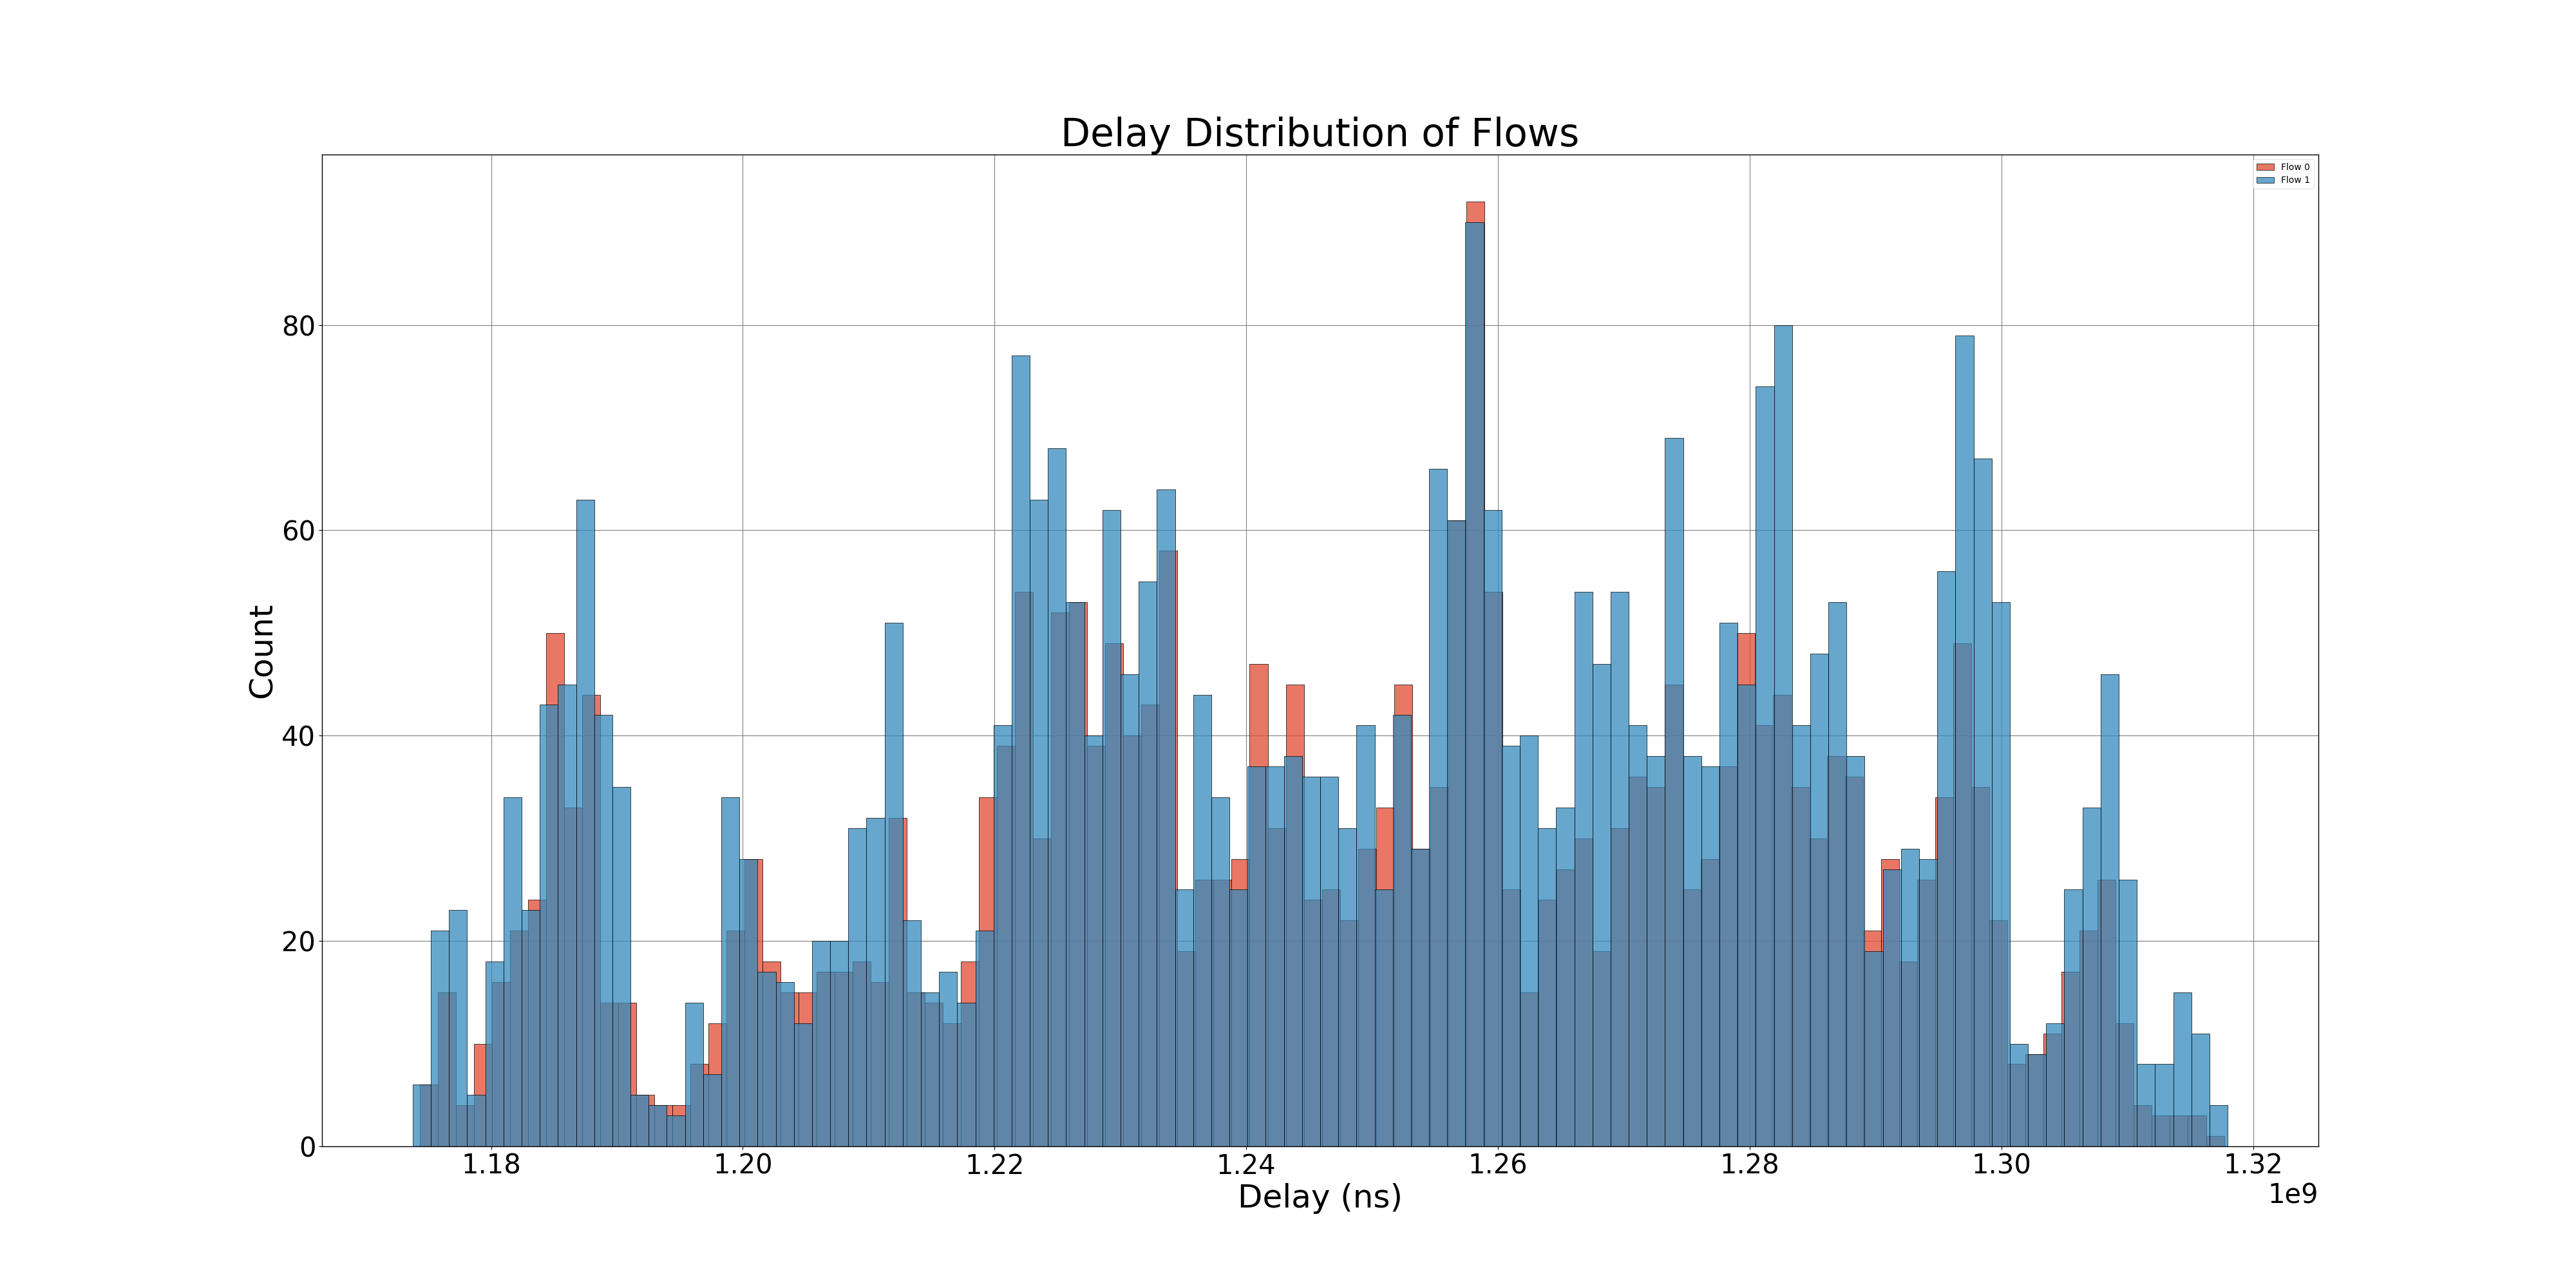 Delay Distribution of Flows
Flow 0
Flow 1
80
60
40
20
0
Count
1.18 1.20 1.22 1.24 1.26 1.28 1.30 1.32
1e9
Delay (ns)